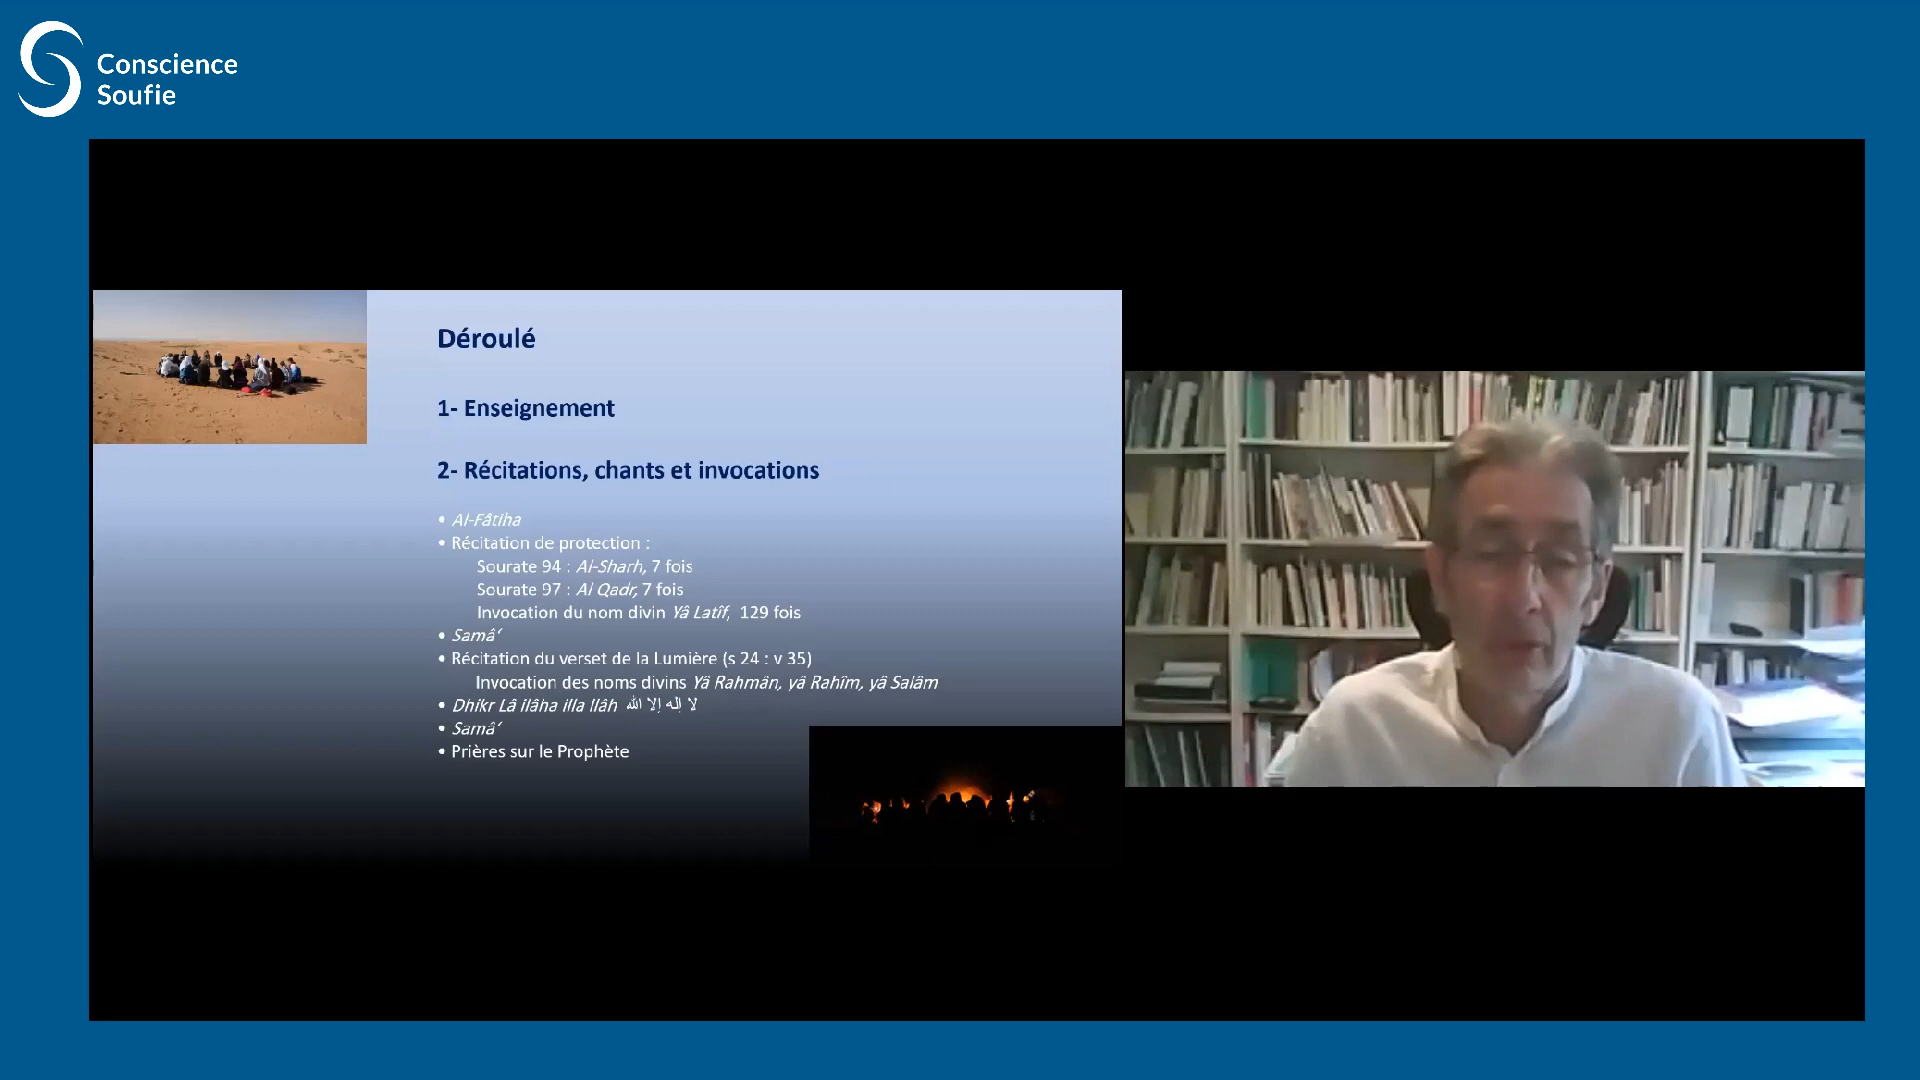 Conscience
Soufie
Déroulé
1- Enseignement
2- Récitations, chants et invocations
• Al-Fâtiha
• Récitation de protection :
Sourate 94 : Al-Sharh, 7 fois
Sourate 97 : Al Qadr, 7 fois
Invocation du nom divin Yâ Latîf, 129 fois
• Samâ‘
• Récitation du verset de la Lumière (s 24 : v 35)
Invocation des noms divins Yâ Rahmân, yâ Rahîm, yâ Salâm
• Dhikr Lâ ilâha illa llâh لا إله إلا الله
• Samâ‘
• Prières sur le Prophète